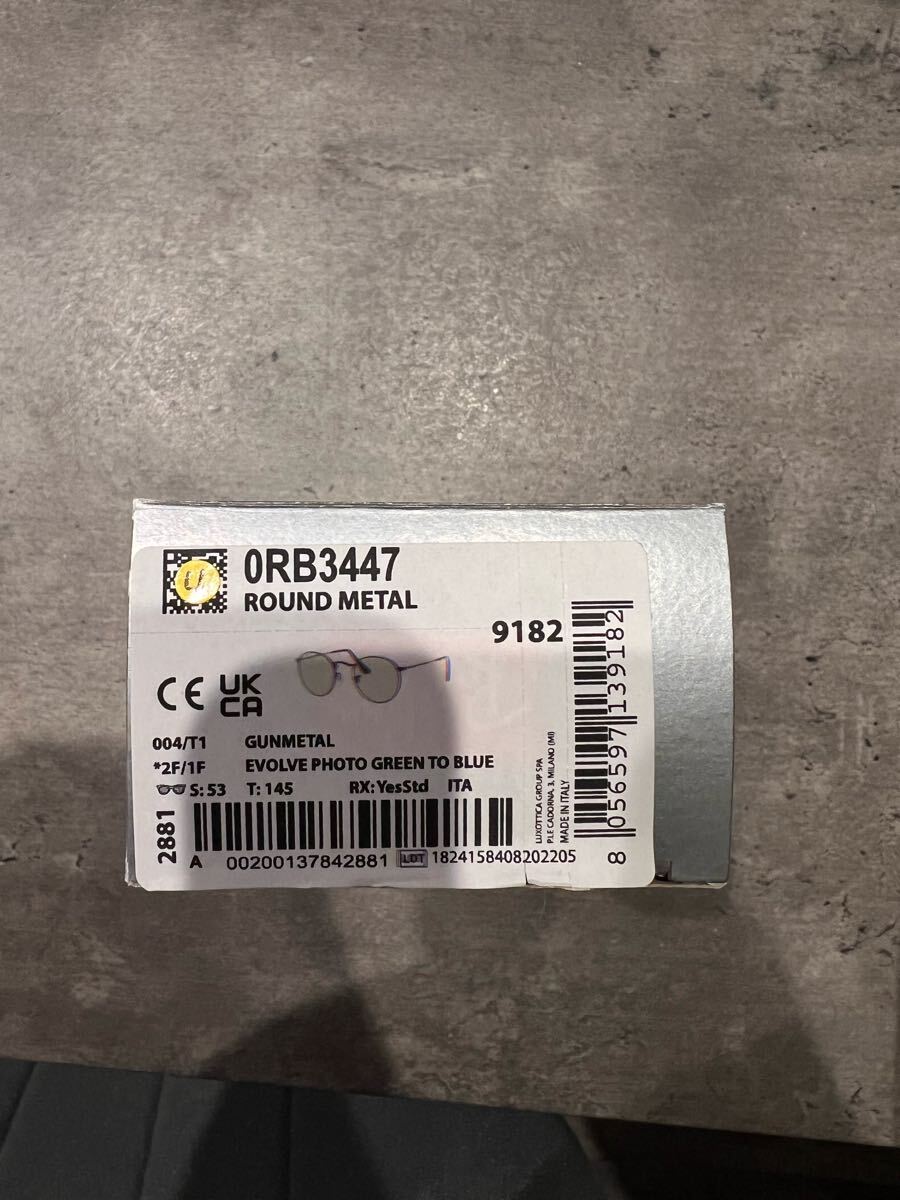 0RB3447
ROUND METAL
9182
CE UK
CA
004/T1 GUNMETAL
*2F/1F EVOLVE PHOTO GREEN TO BLUE
S: 53 T: 145 RX: YesStd ITA
2881
A 00200137842881 LOT 1824158408202205
LUXOTTICA GROUP SPA
P.LE CADORNA, 3, MILANO (MI)
MADE IN ITALY
8 056597 139182